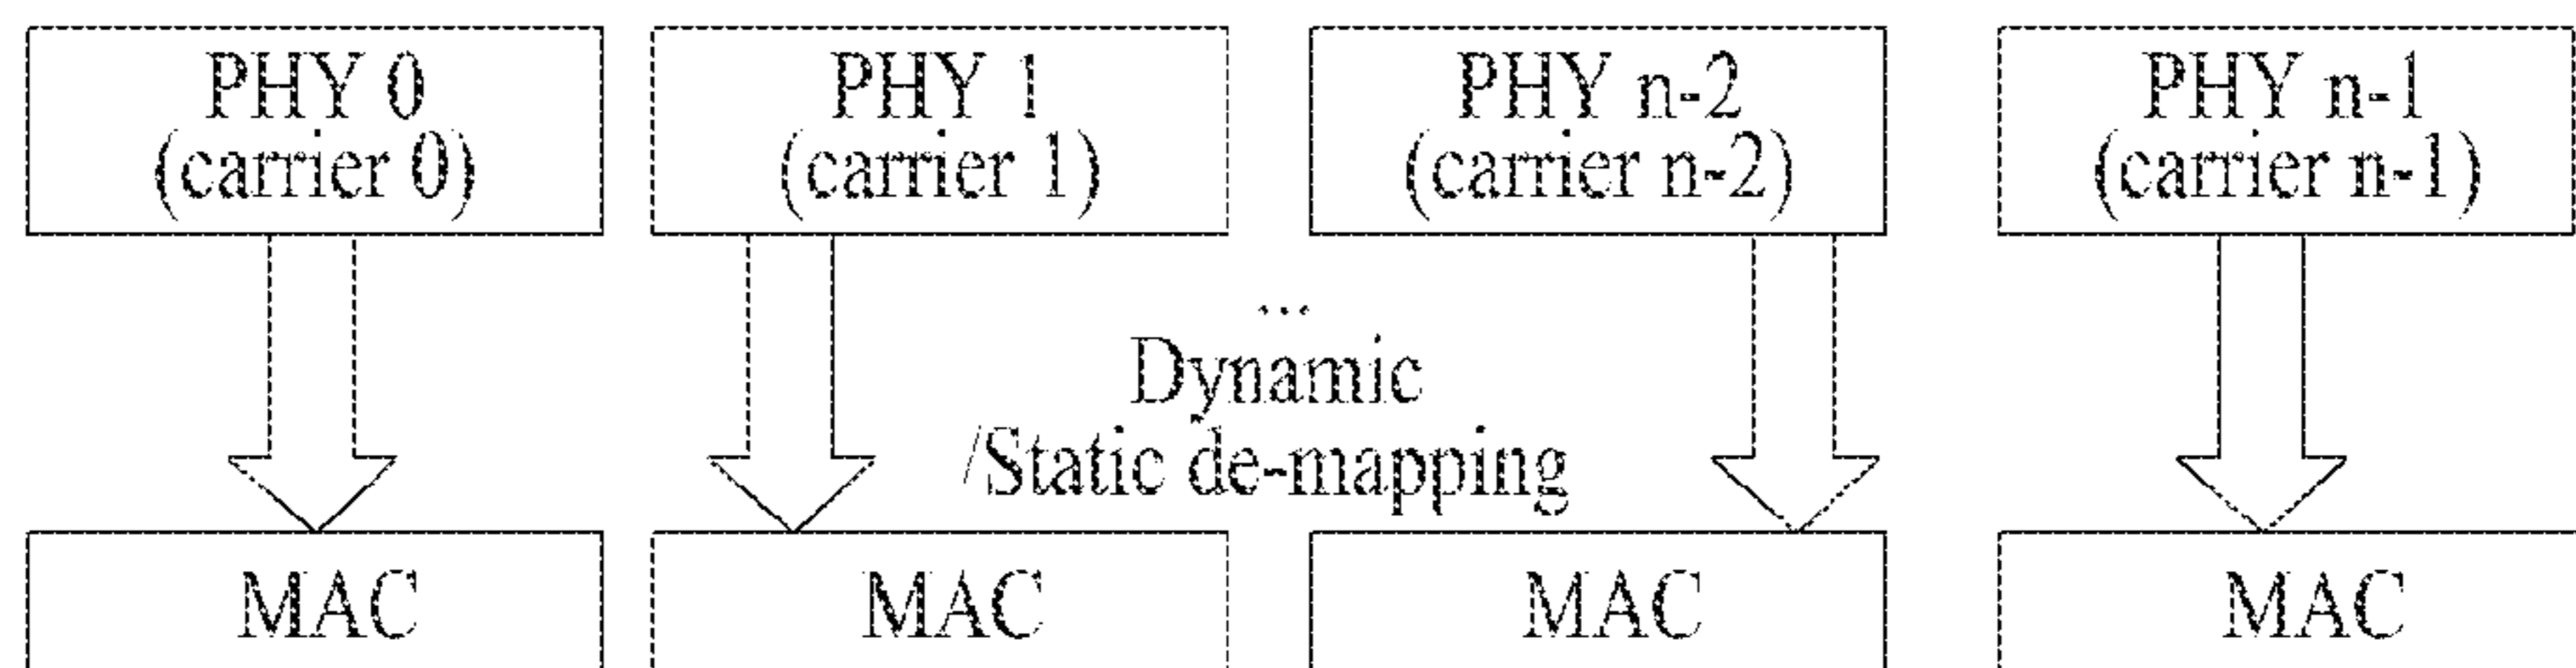 PHY 0
(carrier 0)
PHY 1
(carrier 1)
PHY n-2
(carrier n-2)
PHY n-1
(carrier n-1)
...
Dynamic
/Static de-mapping
MAC
MAC
MAC
MAC